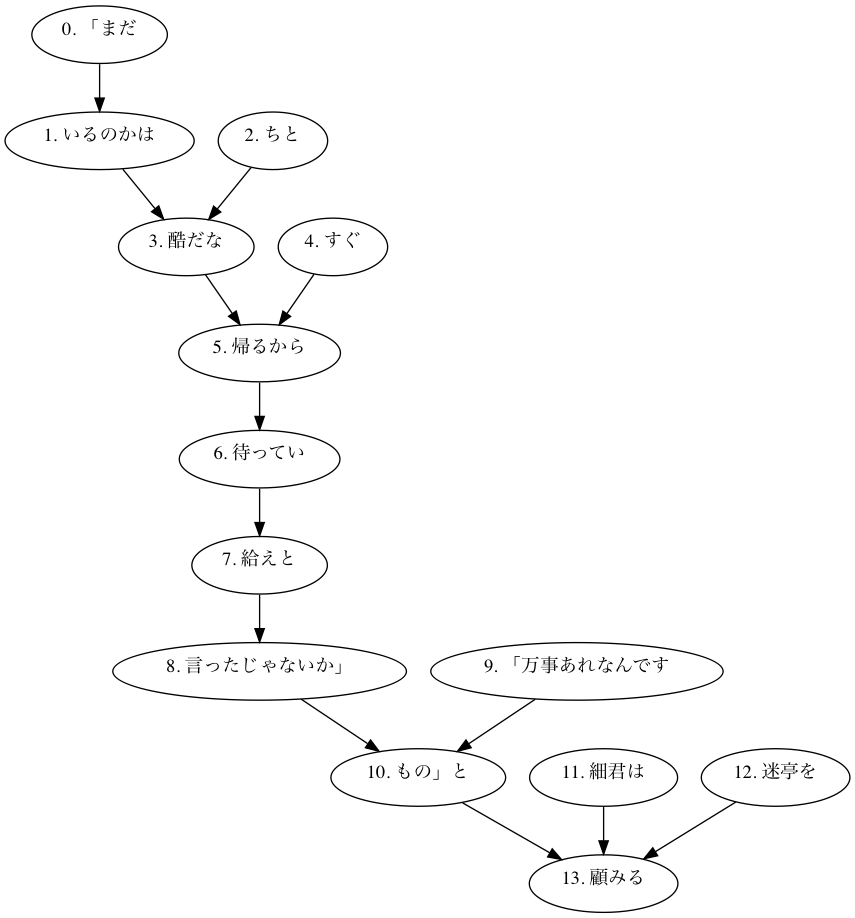 0. 「まだ
1. いるのかは
2. ちと
3. 酷だな
4. すぐ
5. 帰るから
6. 待ってい
7. 給えと
8. 言ったじゃないか」
9. 「万事あれなんです
10. もの」と
11. 細君は
12. 迷亭を
13. 顧みる